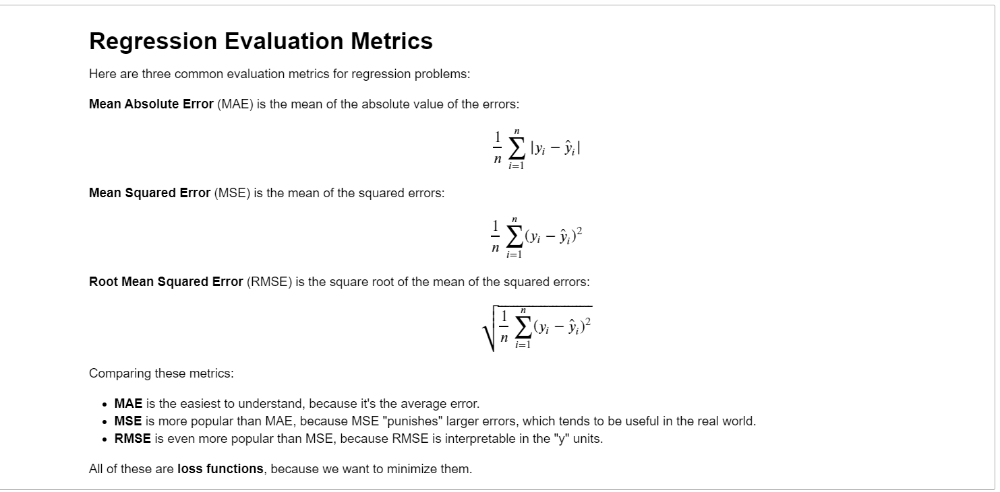 Regression Evaluation Metrics
Here are three common evaluation metrics for regression problems:
Mean Absolute Error (MAE) is the mean of the absolute value of the errors:
$\frac{1}{n} \sum_{i=1}^{n} |y_i - \hat{y}_i|$
Mean Squared Error (MSE) is the mean of the squared errors:
$\frac{1}{n} \sum_{i=1}^{n} (y_i - \hat{y}_i)^2$
Root Mean Squared Error (RMSE) is the square root of the mean of the squared errors:
$\sqrt{\frac{1}{n} \sum_{i=1}^{n} (y_i - \hat{y}_i)^2}$
Comparing these metrics:
• MAE is the easiest to understand, because it's the average error.
• MSE is more popular than MAE, because MSE "punishes" larger errors, which tends to be useful in the real world.
• RMSE is even more popular than MSE, because RMSE is interpretable in the "y" units.
All of these are loss functions, because we want to minimize them.